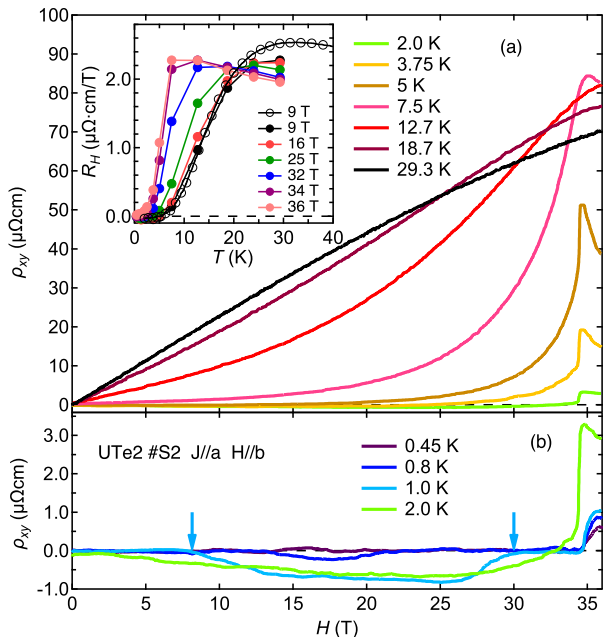 100
90
80
70
60
50
40
30
20
10
0
ρxy (μΩcm)
(a)
2.0 K
3.75 K
5 K
7.5 K
12.7 K
18.7 K
29.3 K
RH (μΩ·cm/T)
2.0
1.0
0.0
0
10
20
30
40
T (K)
9 T
9 T
16 T
25 T
32 T
34 T
36 T
(b)
UTe2 #S2 J//a H//b
0.45 K
0.8 K
1.0 K
2.0 K
ρxy (μΩcm)
3.0
2.0
1.0
0.0
-1.0
0
5
10
15
20
25
30
35
H (T)